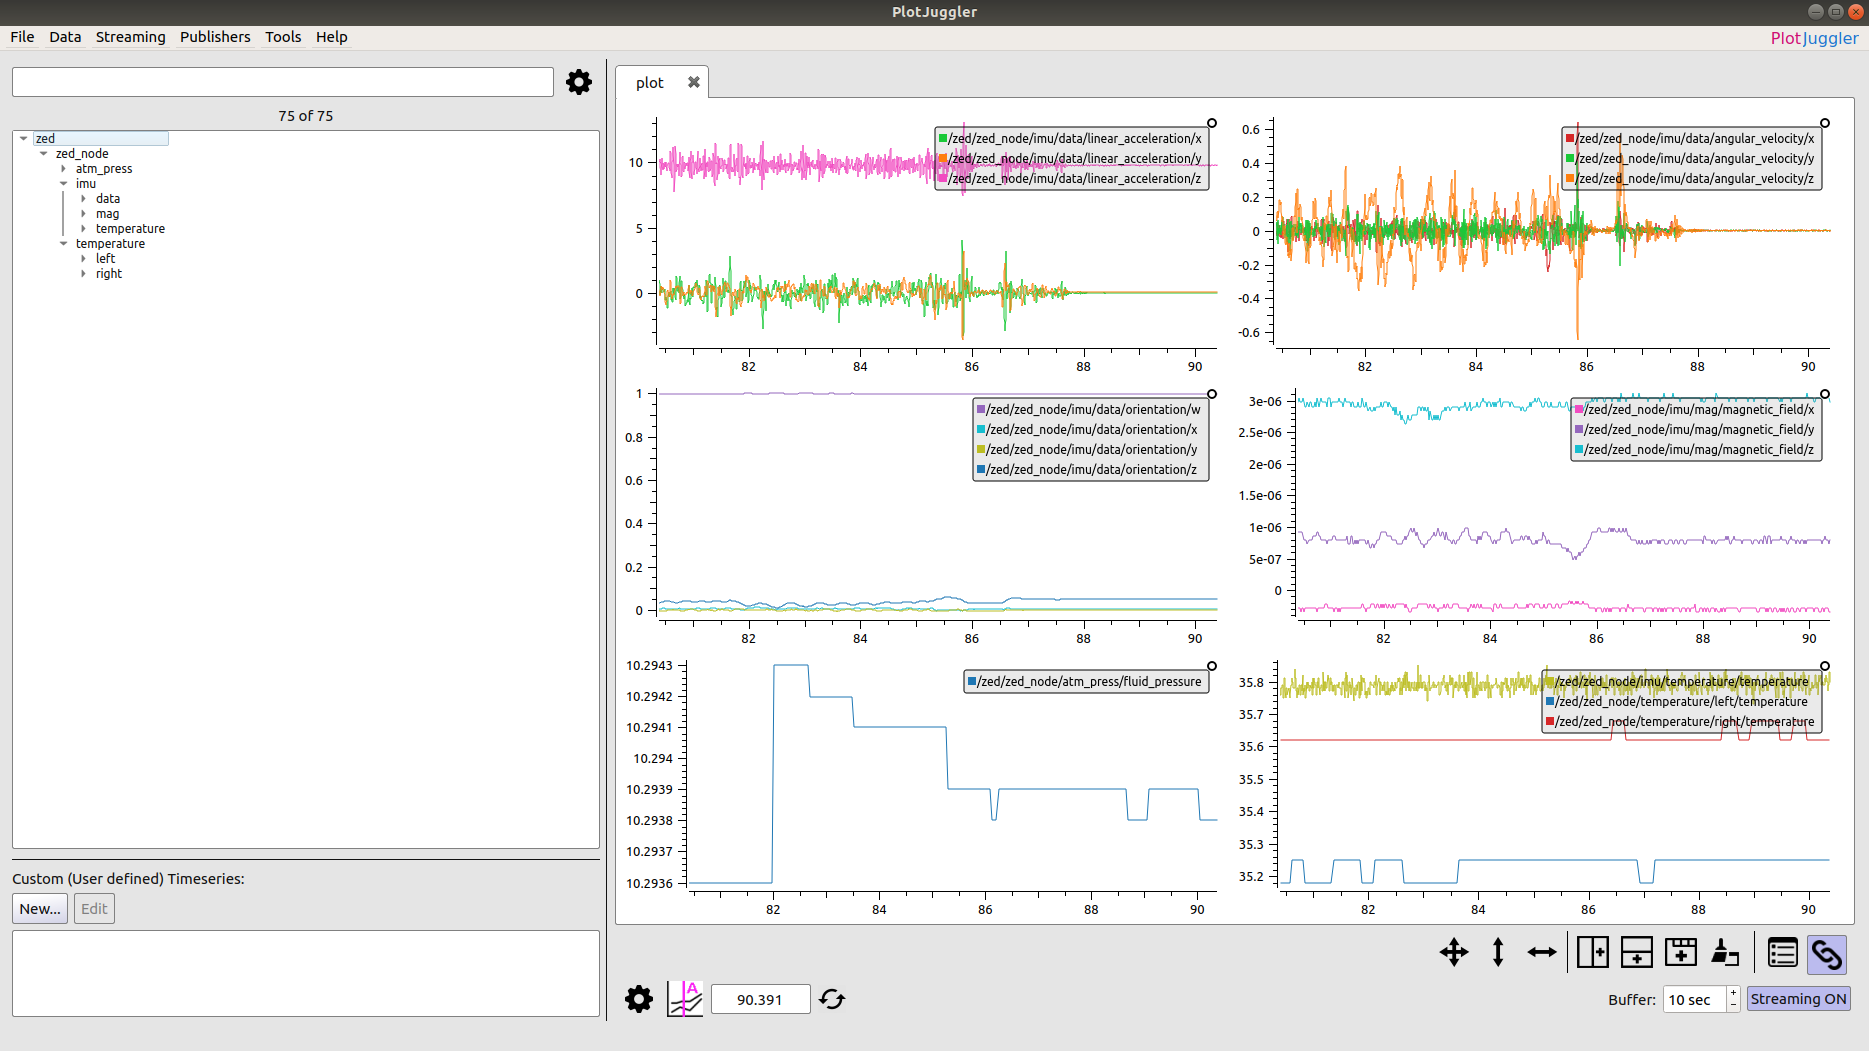 PlotJuggler
File Data Streaming Publishers Tools Help
PlotJuggler
75 of 75
zed
zed_node
atm_press
imu
data
mag
temperature
temperature
left
right
Custom (User defined) Timeseries:
New...
Edit
plot
/zed/zed_node/imu/data/linear_acceleration/x
/zed/zed_node/imu/data/linear_acceleration/y
/zed/zed_node/imu/data/linear_acceleration/z
10
5
0
82 84 86 88 90
/zed/zed_node/imu/data/angular_velocity/x
/zed/zed_node/imu/data/angular_velocity/y
/zed/zed_node/imu/data/angular_velocity/z
0.6
0.4
0.2
0
-0.2
-0.4
-0.6
82 84 86 88 90
/zed/zed_node/imu/data/orientation/w
/zed/zed_node/imu/data/orientation/x
/zed/zed_node/imu/data/orientation/y
/zed/zed_node/imu/data/orientation/z
1
0.8
0.6
0.4
0.2
0
82 84 86 88 90
/zed/zed_node/imu/mag/magnetic_field/x
/zed/zed_node/imu/mag/magnetic_field/y
/zed/zed_node/imu/mag/magnetic_field/z
3e-06
2.5e-06
2e-06
1.5e-06
1e-06
5e-07
0
82 84 86 88 90
/zed/zed_node/atm_press/fluid_pressure
10.2943
10.2942
10.2941
10.294
10.2939
10.2938
10.2937
10.2936
82 84 86 88 90
/zed/zed_node/imu/temperature/temperature
/zed/zed_node/temperature/left/temperature
/zed/zed_node/temperature/right/temperature
35.8
35.7
35.6
35.5
35.4
35.3
35.2
82 84 86 88 90
A
90.391
Buffer: 10 sec
Streaming ON